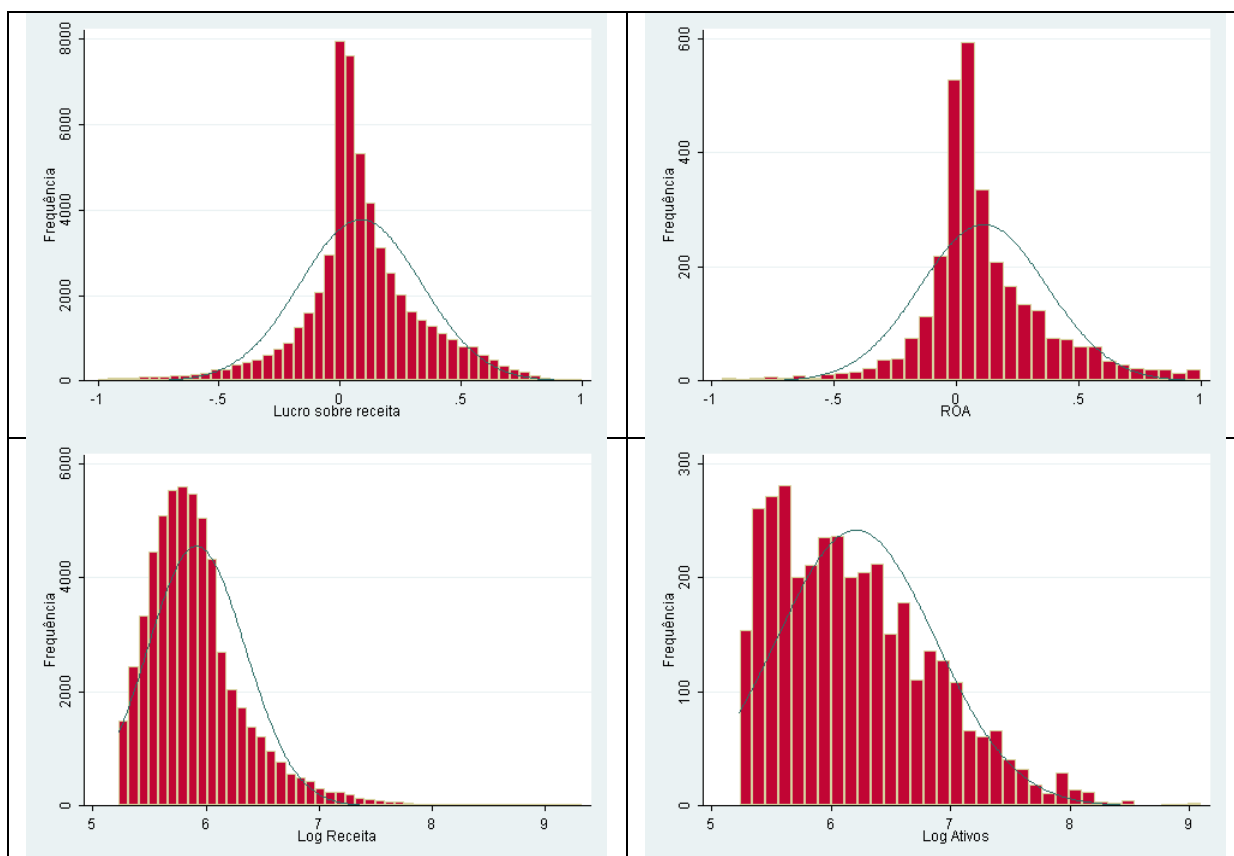 8000
6000
4000
2000
0
Frequência
-1 -.5 0 .5 1
Lucro sobre receita
600
400
200
0
Frequência
-1 -.5 0 .5 1
ROA
6000
4000
2000
0
Frequência
5 6 7 8 9
Log Receita
300
200
100
0
Frequência
5 6 7 8 9
Log Ativos